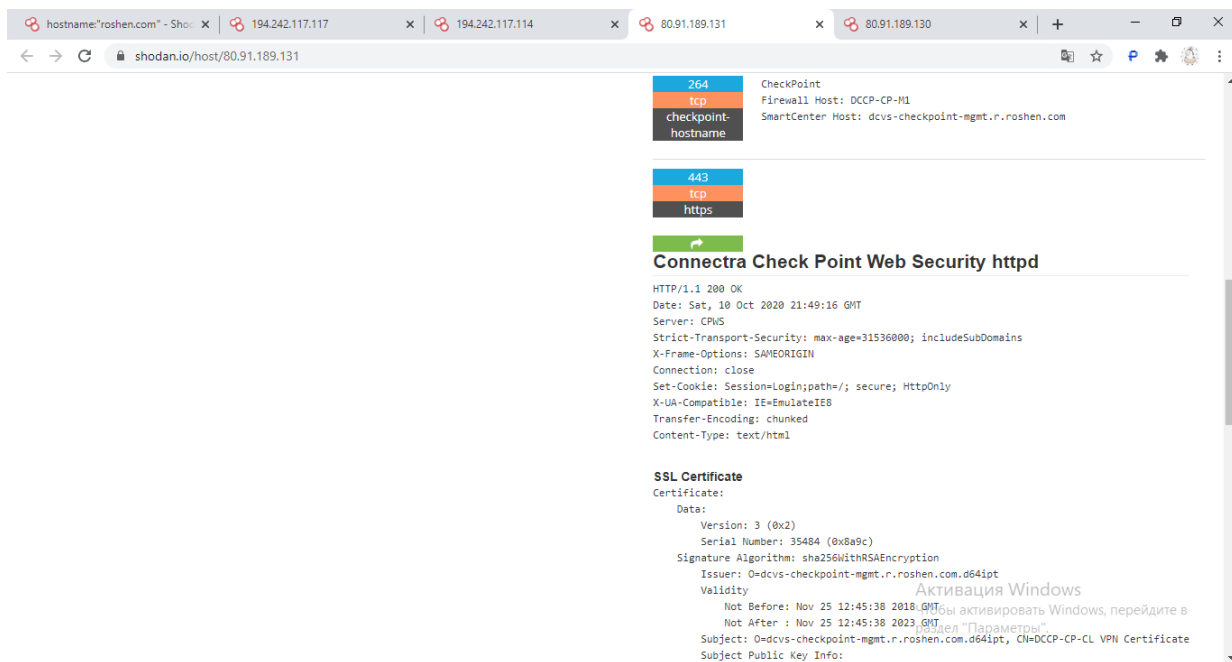 hostname:"roshen.com" - Shod
194.242.117.117
194.242.117.114
80.91.189.131
80.91.189.130
shodan.io/host/80.91.189.131
264
tcp
checkpoint-
hostname
CheckPoint
Firewall Host: DCCP-CP-M1
SmartCenter Host: dcvs-checkpoint-mgmt.r.roshen.com
443
tcp
https
Connectra Check Point Web Security httpd
HTTP/1.1 200 OK
Date: Sat, 10 Oct 2020 21:49:16 GMT
Server: CPWS
Strict-Transport-Security: max-age=31536000; includeSubDomains
X-Frame-Options: SAMEORIGIN
Connection: close
Set-Cookie: Session=Login;path=/; secure; HttpOnly
X-UA-Compatible: IE=EmulateIE8
Transfer-Encoding: chunked
Content-Type: text/html
SSL Certificate
Certificate:
Data:
Version: 3 (0x2)
Serial Number: 35484 (0x8a9c)
Signature Algorithm: sha256WithRSAEncryption
Issuer: O=dcvs-checkpoint-mgmt.r.roshen.com.d64ipt
Validity
Not Before: Nov 25 12:45:38 2018 GMT
Not After : Nov 25 12:45:38 2023 GMT
Subject: O=dcvs-checkpoint-mgmt.r.roshen.com.d64ipt, CN=DCCP-CP-CL VPN Certificate
Subject Public Key Info:
Активация Windows
Чтобы активировать Windows, перейдите в
раздел "Параметры".